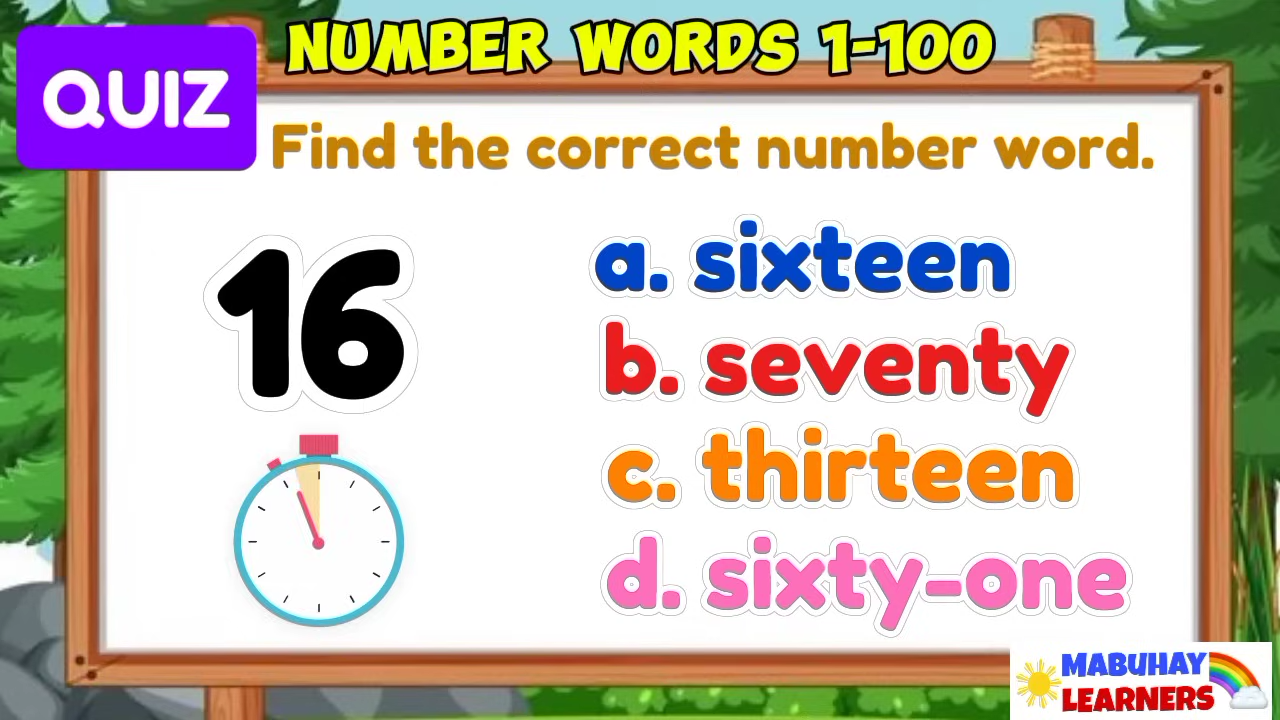 NUMBER WORDS 1-100
QUIZ
Find the correct number word.
16
a. sixteen
b. seventy
c. thirteen
d. sixty-one
MABUHAY
LEARNERS